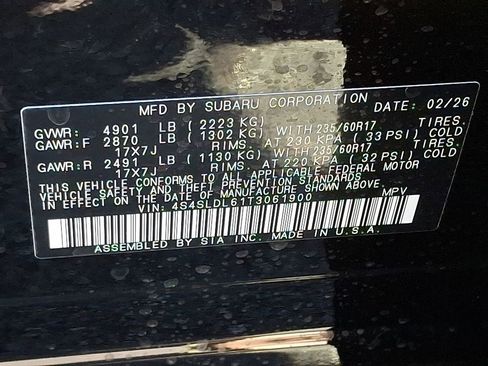 MFD BY SUBARU CORPORATION DATE 02/26
GVWR: 4901 LB (2223 KG)
GAWR:F 2870 LB (1302 KG) WITH 235/60R17 TIRES.
17X7J RIMS. AT 230 KPA (33 PSI) COLD
GAWR:R 2491 LB (1130 KG) WITH 235/60R17 TIRES.
17X7J RIMS. AT 220 KPA (32 PSI) COLD
THIS VEHICLE CONFORMS TO ALL APPLICABLE FEDERAL MOTOR
VEHICLE SAFETY AND THEFT PREVENTION STANDARDS
IN EFFECT ON THE DATE OF MANUFACTURE SHOWN ABOVE.
VIN: 4S4SLDL61T3061900 MPV
ASSEMBLED BY SIA INC. MADE IN U.S.A.